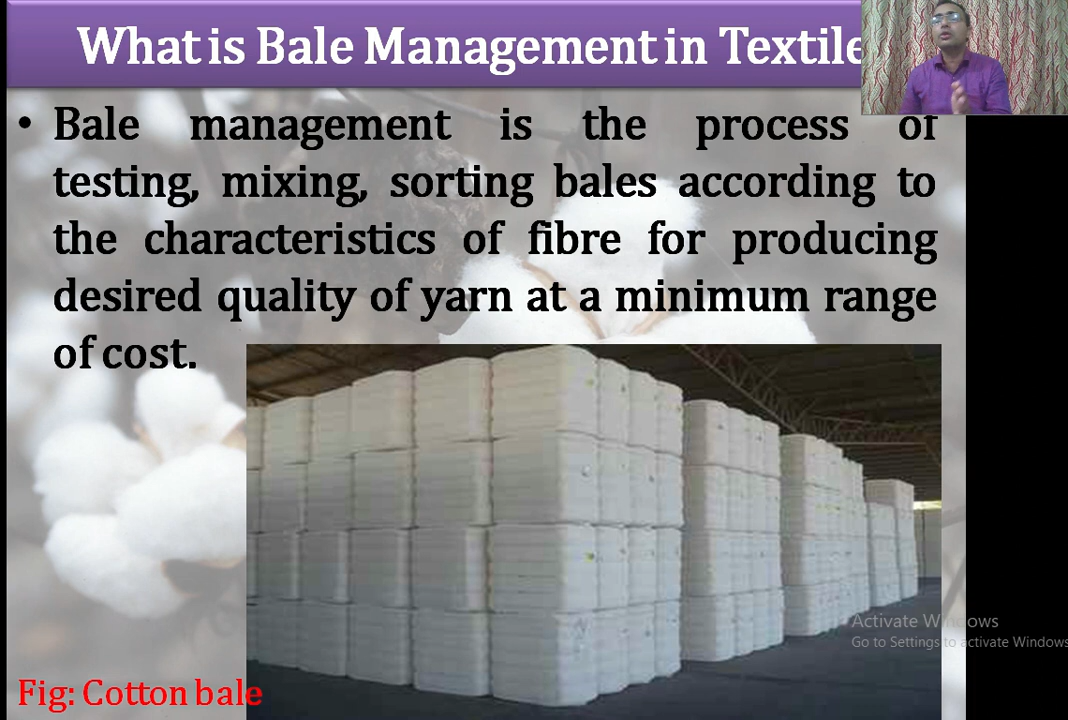 What is Bale Management in Textile
• Bale management is the process of
testing, mixing, sorting bales according to
the characteristics of fibre for producing
desired quality of yarn at a minimum range
of cost.
Activate Windows
Go to Settings to activate Windows
Fig: Cotton bale